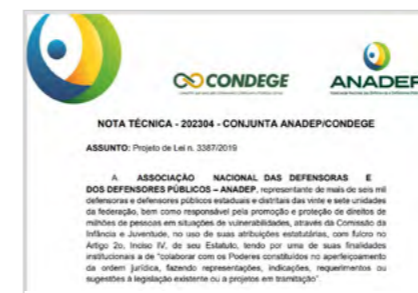 CONDEGE
ANADEP
NOTA TÉCNICA - 202304 - CONJUNTA ANADEP/CONDEGE
ASSUNTO: Projeto de Lei n. 3387/2019
A ASSOCIAÇÃO NACIONAL DAS DEFENSORAS E
DOS DEFENSORES PÚBLICOS – ANADEP, representante de mais de seis mil
defensoras e defensores públicos estaduais e distritais das vinte e sete unidades
da federação, bem como responsável pela promoção e proteção de direitos de
milhões de pessoas em situações de vulnerabilidades, através da Comissão da
Infância e Juventude, no uso de suas atribuições estatutárias, com fulcro no
Artigo 2o, Inciso IV, de seu Estatuto, tendo por uma de suas finalidades
institucionais a de "colaborar com os Poderes constituídos no aperfeiçoamento
da ordem jurídica, fazendo representações, indicações, requerimentos ou
sugestões à legislação existente ou a projetos em tramitação".